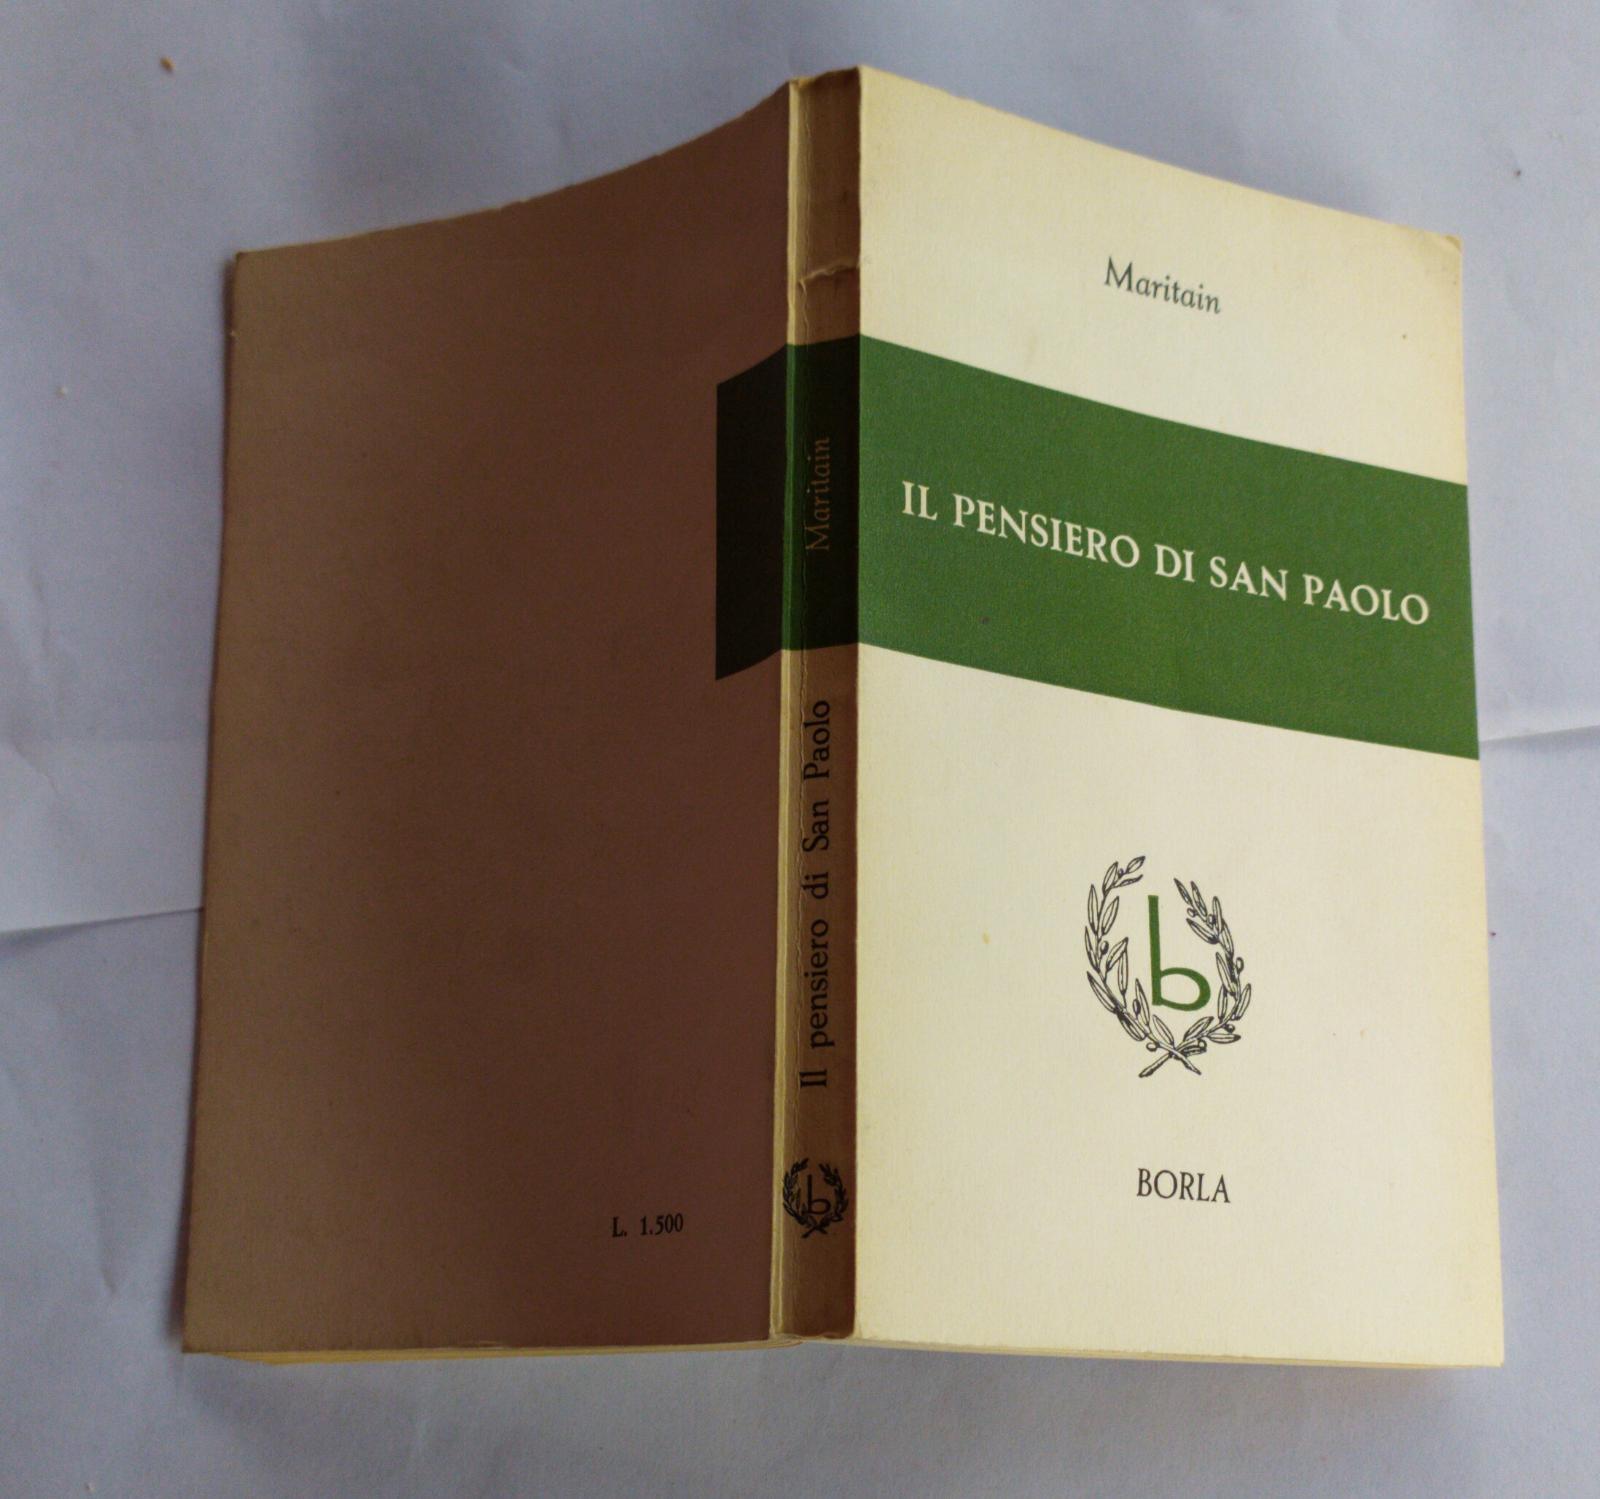 Maritain
IL PENSIERO DI SAN PAOLO
b
BORLA
Il pensiero di San Paolo
Maritain
b
L. 1.500